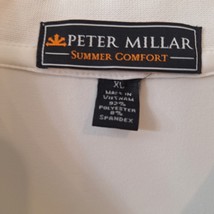 PETER MILLAR
SUMMER COMFORT
XL
MADE IN
VIETNAM
92%
POLYESTER
8%
SPANDEX